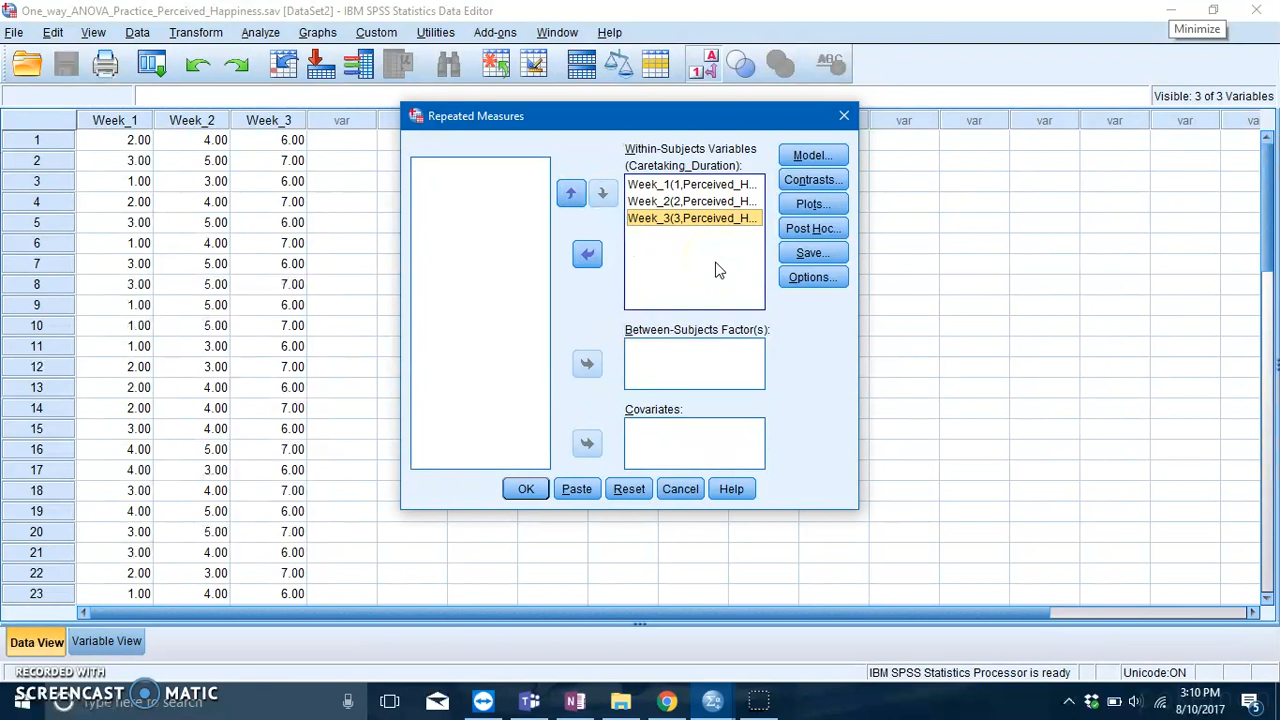 One_way_ANOVA_Practice_Perceived_Happiness.sav [DataSet2] - IBM SPSS Statistics Data Editor
Minimize
File Edit View Data Transform Analyze Graphs Custom Utilities Add-ons Window Help
Visible: 3 of 3 Variables
Week_1 Week_2 Week_3 var var var var va
1 2.00 4.00 6.00
2 3.00 5.00 7.00
3 1.00 3.00 6.00
4 2.00 4.00 7.00
5 3.00 4.00 6.00
6 1.00 5.00 7.00
7 3.00 5.00 6.00
8 3.00 5.00 7.00
9 1.00 5.00 6.00
10 1.00 5.00 7.00
11 1.00 3.00 6.00
12 2.00 3.00 7.00
13 2.00 4.00 6.00
14 2.00 4.00 7.00
15 3.00 4.00 6.00
16 4.00 5.00 7.00
17 4.00 3.00 6.00
18 3.00 4.00 7.00
19 4.00 5.00 6.00
20 3.00 5.00 7.00
21 3.00 4.00 6.00
22 2.00 3.00 7.00
23 1.00 4.00 6.00
Repeated Measures
Within-Subjects Variables
(Caretaking_Duration):
Week_1(1,Perceived_H...
Week_2(2,Perceived_H...
Week_3(3,Perceived_H...
Model...
Contrasts...
Plots...
Post Hoc...
Save...
Options...
Between-Subjects Factor(s):
Covariates:
OK Paste Reset Cancel Help
Data View Variable View
IBM SPSS Statistics Processor is ready Unicode:ON
RECORDED WITH
SCREENCAST MATIC
here to search
3:10 PM
8/10/2017
5